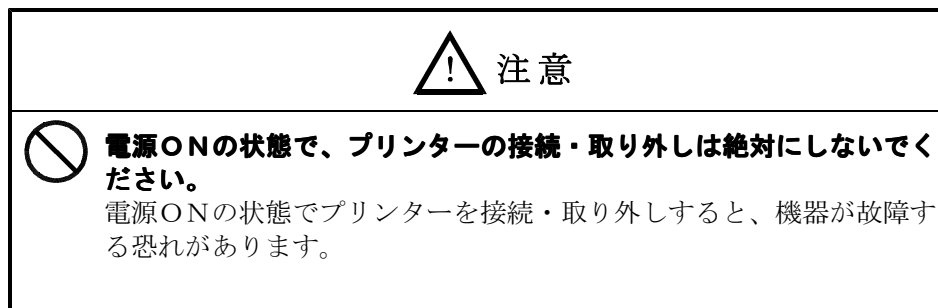 注意
電源ＯＮの状態で、プリンターの接続・取り外しは絶対にしないでく
ださい。
電源ＯＮの状態でプリンターを接続・取り外しすると、機器が故障す
る恐れがあります。